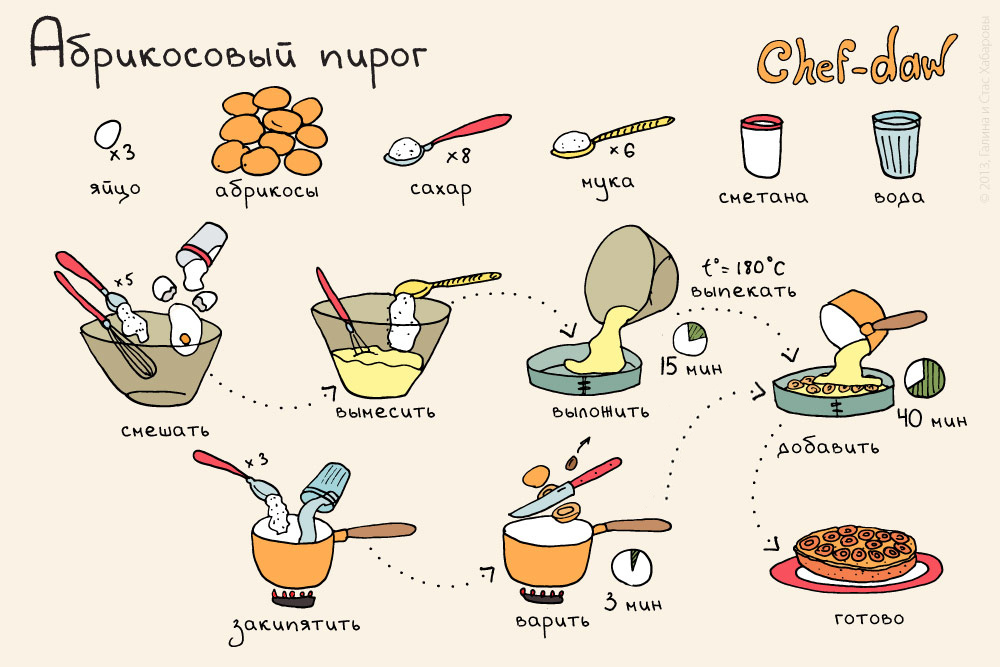 Абрикосовый пирог
Chef-daw
x3
яйцо
абрикосы
x8
сахар
x6
мука
сметана
вода
© 2013, Галина и Стас Хабаровы
x5
смешать
вымесить
выложить
t° = 180°C
выпекать
15 мин
40 мин
добавить
x3
закипятить
варить
3 мин
готово